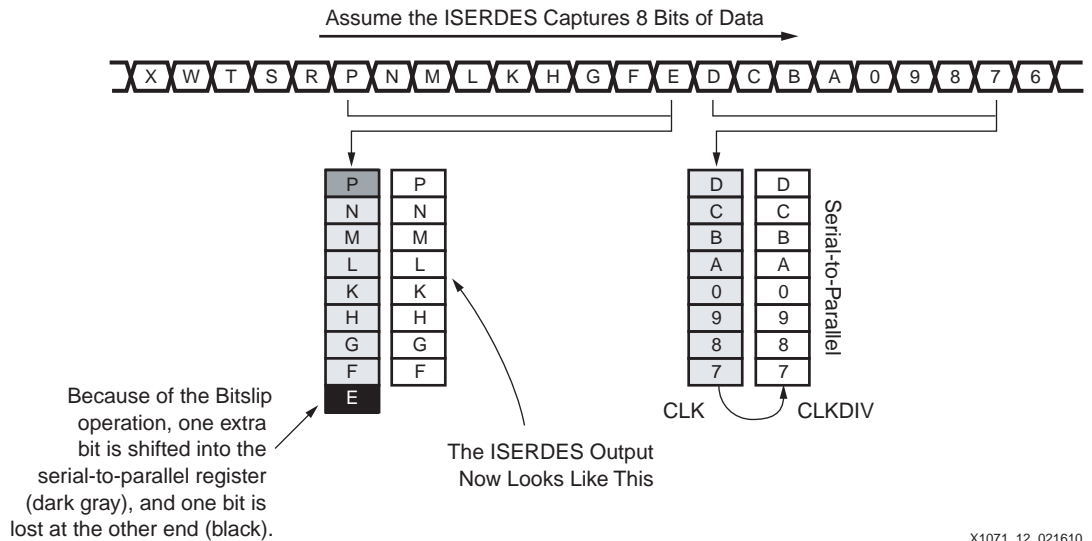 Assume the ISERDES Captures 8 Bits of Data
X W T S R P N M L K H G F E D C B A 0 9 8 7 6
P P
N N
M M
L L
K K
H H
G G
F F
E
D D
C C
B B
A A
0 0
9 9
8 8
7 7
Serial-to-Parallel
CLK CLKDIV
Because of the Bitslip
operation, one extra
bit is shifted into the
serial-to-parallel register
(dark gray), and one bit is
lost at the other end (black).
The ISERDES Output
Now Looks Like This
X1071_12_021610